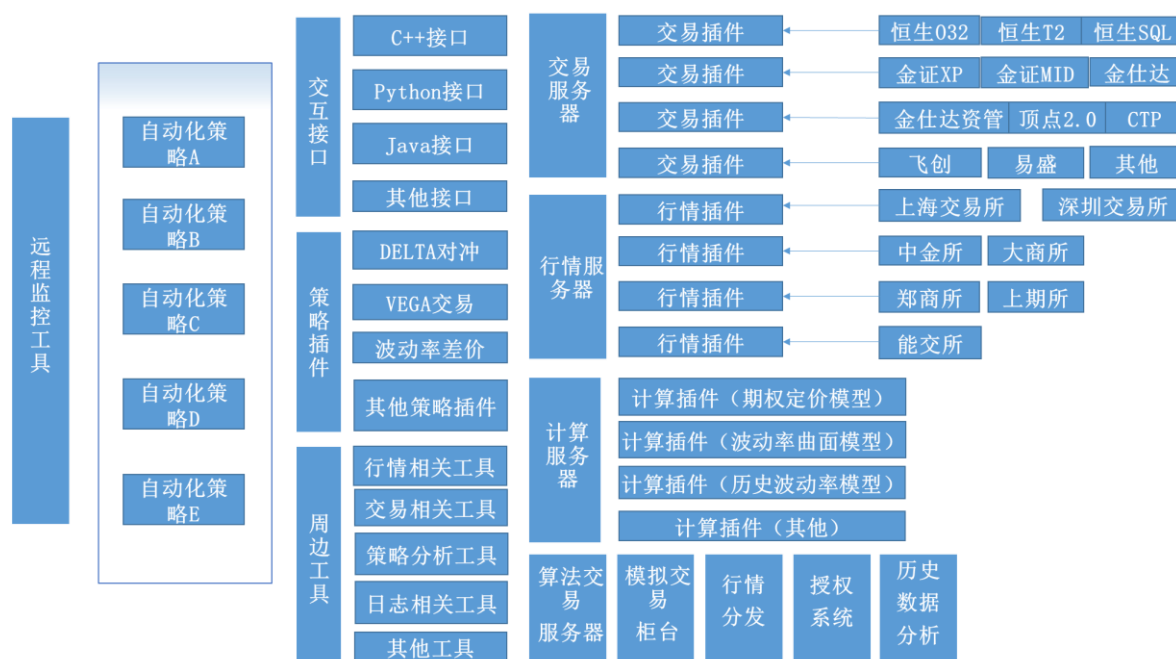 远程监控工具
自动化策
略A
自动化策
略B
自动化策
略C
自动化策
略D
自动化策
略E
交互接口
C++接口
Python接口
Java接口
其他接口
策略插件
DELTA对冲
VEGA交易
波动率差价
其他策略插件
周边工具
行情相关工具
交易相关工具
策略分析工具
日志相关工具
其他工具
交易
服务
器
交易插件
恒生O32
恒生T2
恒生SQL
交易插件
金证XP
金证MID
金仕达
交易插件
金仕达资管
顶点2.0
CTP
交易插件
飞创
易盛
其他
行情服
务器
行情插件
上海交易所
深圳交易所
行情插件
中金所
大商所
行情插件
郑商所
上期所
行情插件
能交所
计算
服务
器
计算插件（期权定价模型）
计算插件（波动率曲面模型）
计算插件（历史波动率模型）
计算插件（其他）
算法交
易
服务器
模拟交
易
柜台
行情
分发
授权
系统
历史
数据
分析